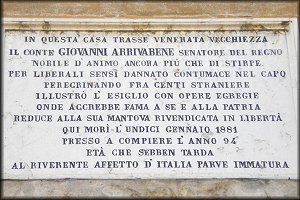 IN QUESTA CASA TRASSE VENERATA VECCHIEZZA
IL CONTE GIOVANNI ARRIVABENE SENATORE DEL REGNO
NOBILE D'ANIMO ANCOR PIÙ CHE DI STIRPE.
PER LIBERALI SENSI DANNATO CONTUMACE NEL CAPO
PEREGRINANDO FRA GENTI STRANIERE
ILLUSTRÒ L'ESIGLIO CON OPERE EGREGIE
ONDE ACCREBBE FAMA A SE E ALLA PATRIA
REDUCE ALLA SUA MANTOVA RIVENDICATA IN LIBERTÀ
QUI MORÌ L'UNDICI GENNAIO 1881
PRESSO A COMPIERE L'ANNO 94
ETÀ CHE SEBBEN TARDA
AL RIVERENTE AFFETTO D'ITALIA PARVE IMMATURA